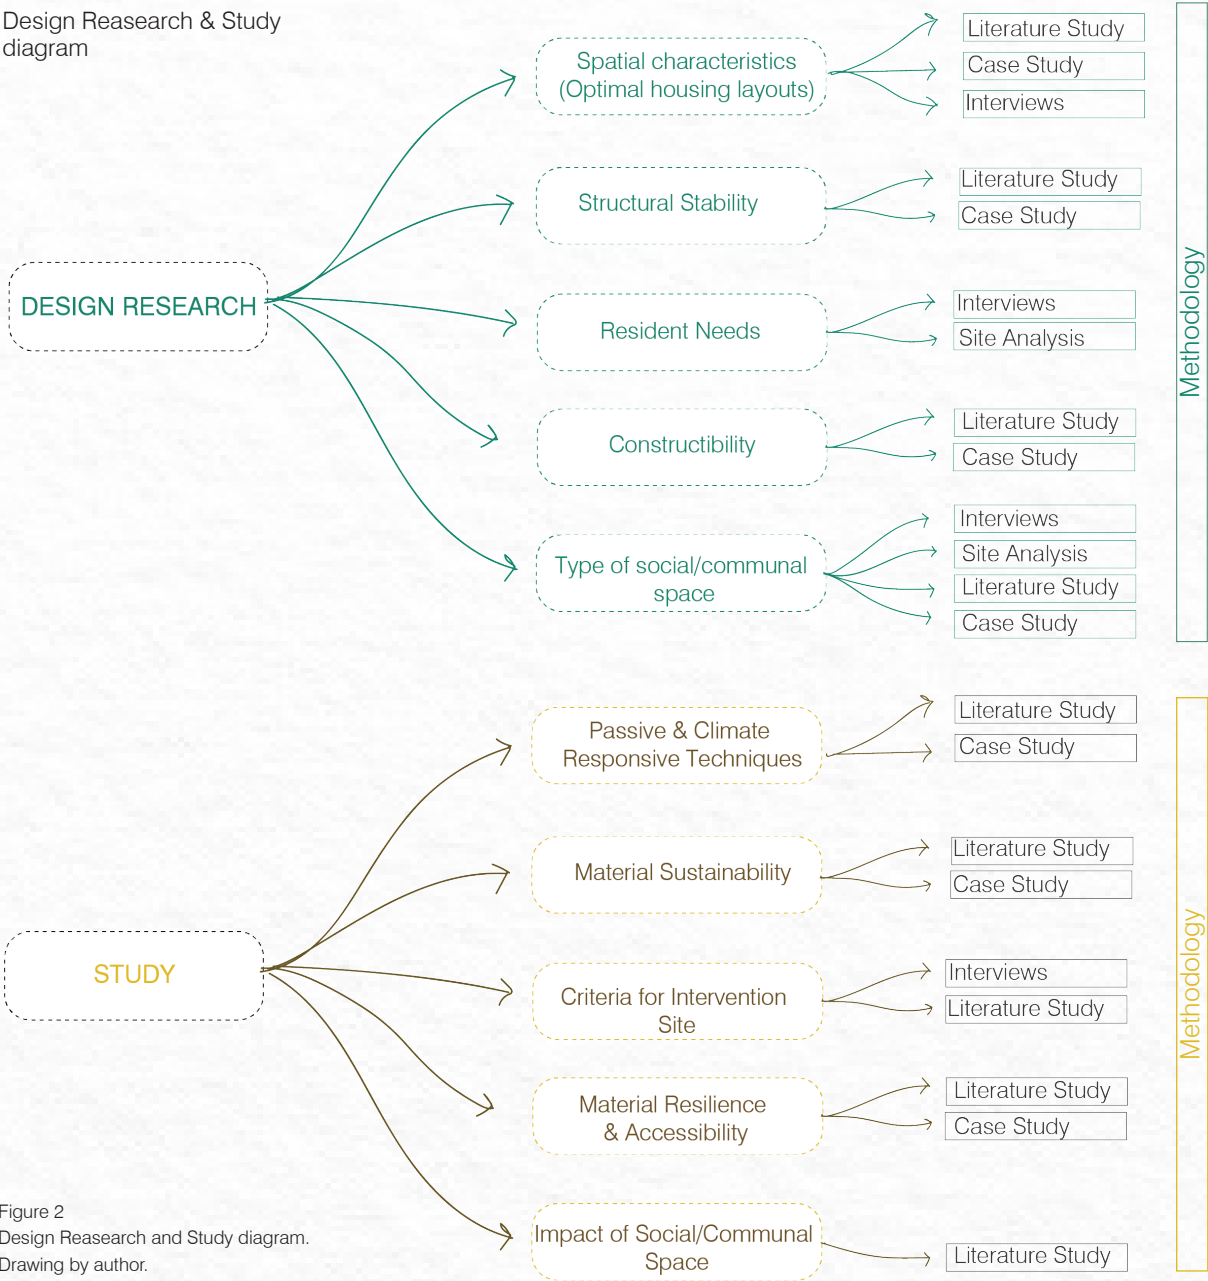 Design Reasearch & Study
diagram
DESIGN RESEARCH
Spatial characteristics
(Optimal housing layouts)
Literature Study
Case Study
Interviews
Structural Stability
Literature Study
Case Study
Resident Needs
Interviews
Site Analysis
Constructibility
Literature Study
Case Study
Type of social/communal
space
Interviews
Site Analysis
Literature Study
Case Study
Methodology
STUDY
Passive & Climate
Responsive Techniques
Literature Study
Case Study
Material Sustainability
Literature Study
Case Study
Criteria for Intervention
Site
Interviews
Literature Study
Material Resilience
& Accessibility
Literature Study
Case Study
Impact of Social/Communal
Space
Literature Study
Methodology
Figure 2
Design Reasearch and Study diagram.
Drawing by author.